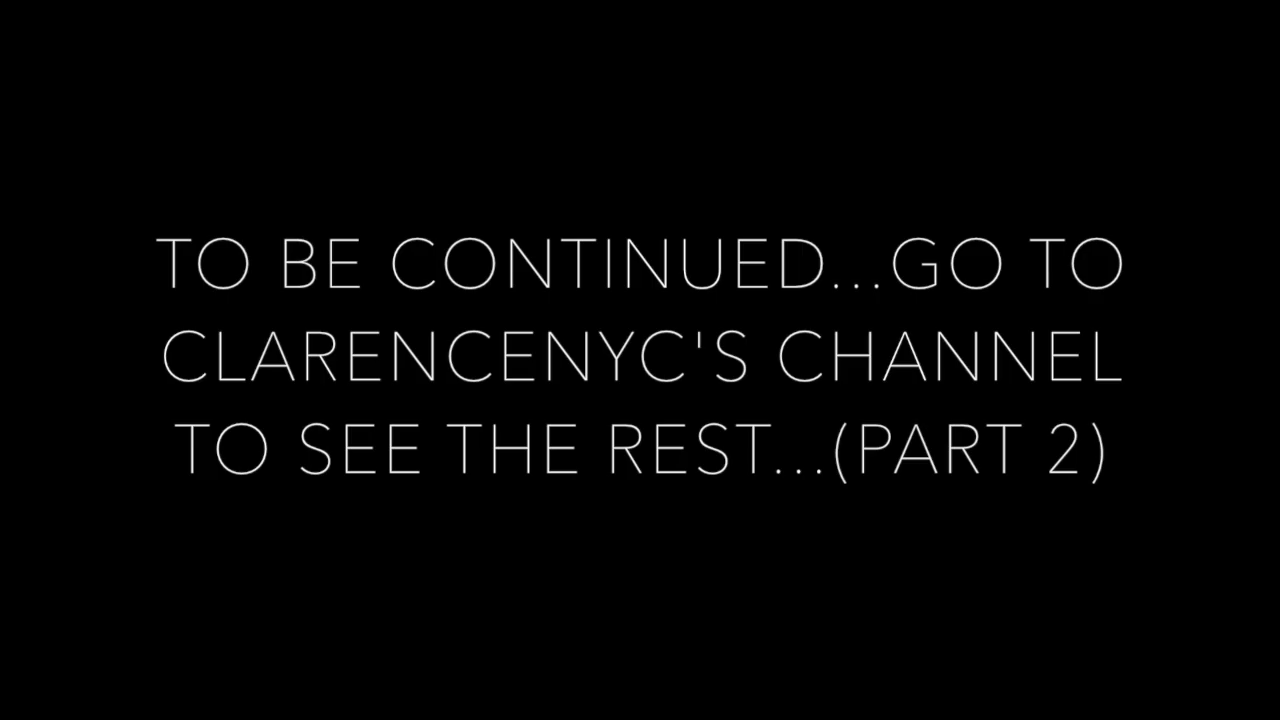 TO BE CONTINUED...GO TO
CLARENCENYC'S CHANNEL
TO SEE THE REST...(PART 2)